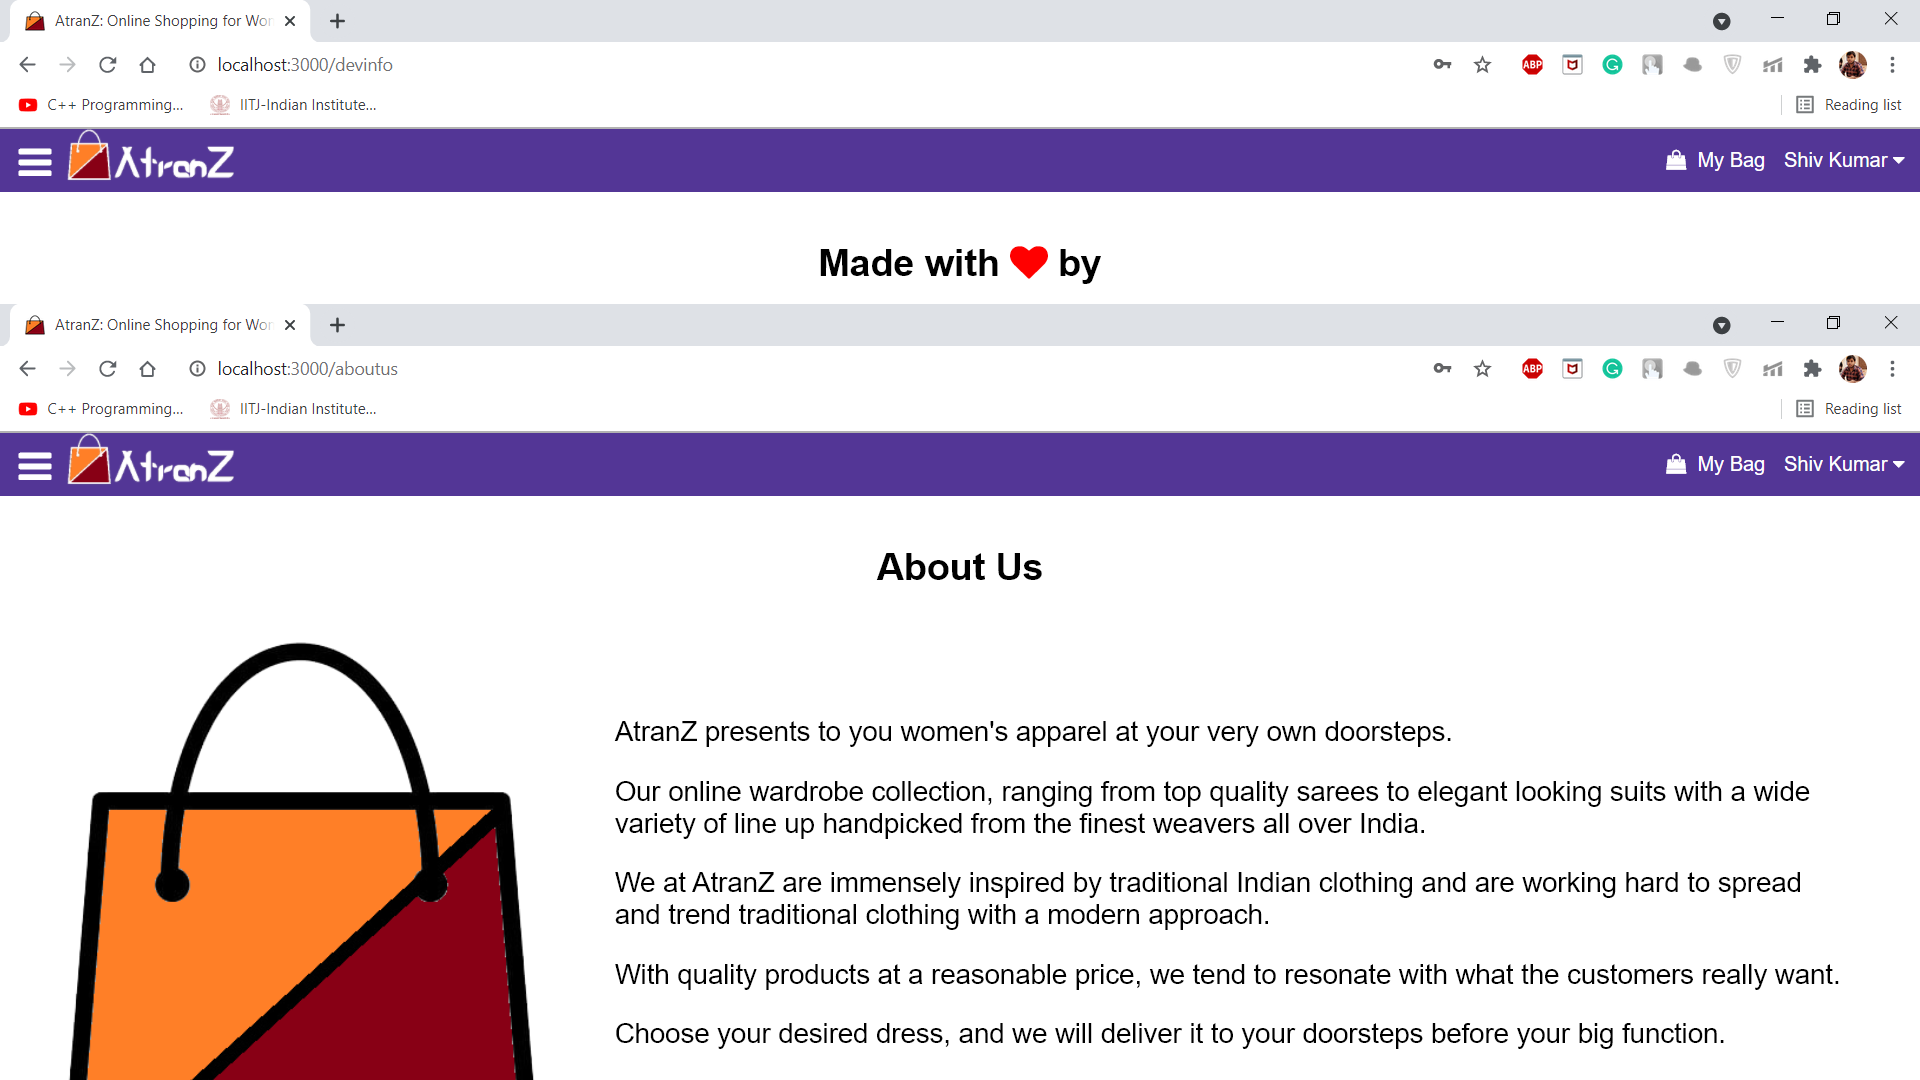 AtranZ: Online Shopping for Wor
localhost:3000/devinfo
ABP
C++ Programming...
IITJ-Indian Institute...
Reading list
AtranZ
My Bag
Shiv Kumar
Made with ❤ by
AtranZ: Online Shopping for Wor
localhost:3000/aboutus
ABP
C++ Programming...
IITJ-Indian Institute...
Reading list
AtranZ
My Bag
Shiv Kumar
About Us
AtranZ presents to you women's apparel at your very own doorsteps.
Our online wardrobe collection, ranging from top quality sarees to elegant looking suits with a wide
variety of line up handpicked from the finest weavers all over India.
We at AtranZ are immensely inspired by traditional Indian clothing and are working hard to spread
and trend traditional clothing with a modern approach.
With quality products at a reasonable price, we tend to resonate with what the customers really want.
Choose your desired dress, and we will deliver it to your doorsteps before your big function.